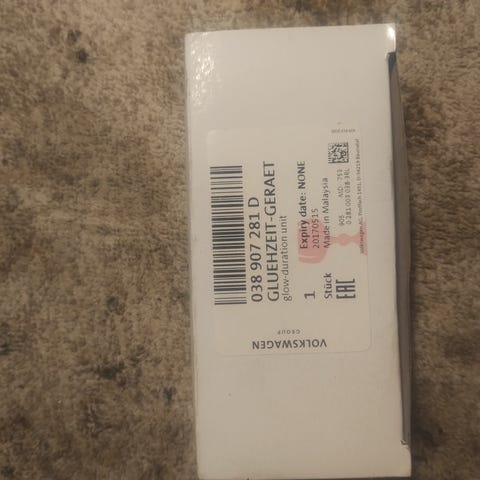 VOLKSWAGEN
GROUP
038 907 281 D
GLUEHZEIT-GERAET
glow-duration unit
1
Stück
EAC
Expiry date: NONE
20170515
Made in Malaysia